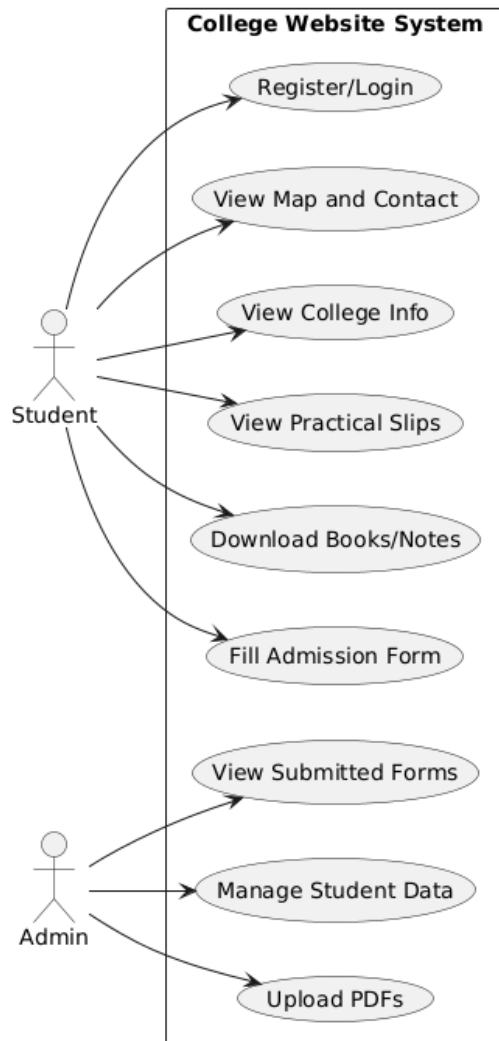 College Website System
Register/Login
View Map and Contact
View College Info
Student
View Practical Slips
Download Books/Notes
Fill Admission Form
View Submitted Forms
Manage Student Data
Admin
Upload PDFs